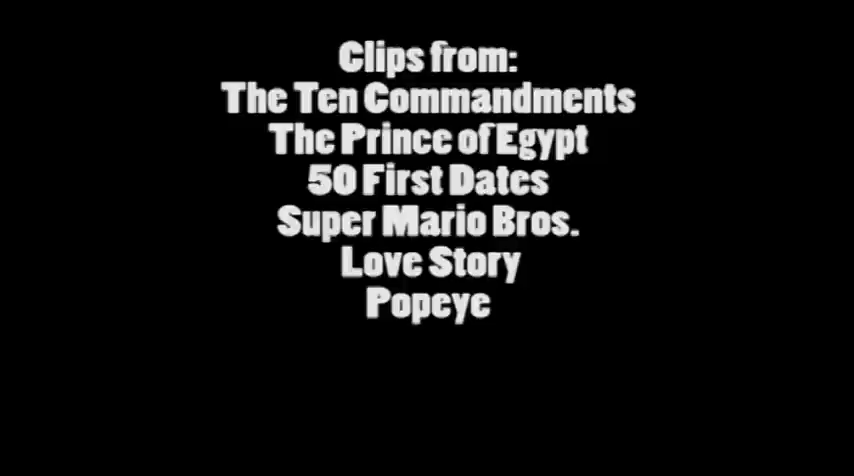 Clips from:
The Ten Commandments
The Prince of Egypt
50 First Dates
Super Mario Bros.
Love Story
Popeye